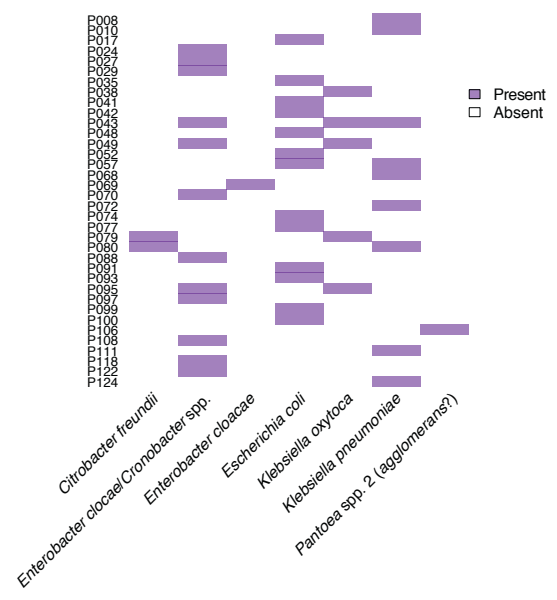 P008
P010
P017
P024
P027
P029
P035
P038
P041
P042
P043
P048
P049
P052
P057
P068
P069
P070
P072
P074
P077
P079
P080
P088
P091
P093
P095
P097
P099
P100
P106
P108
P111
P118
P122
P124
Present
Absent
Citrobacter freundii
Enterobacter clocae/Cronobacter spp.
Enterobacter cloacae
Escherichia coli
Klebsiella oxytoca
Klebsiella pneumoniae
Pantoea spp. 2 (agglomerans?)